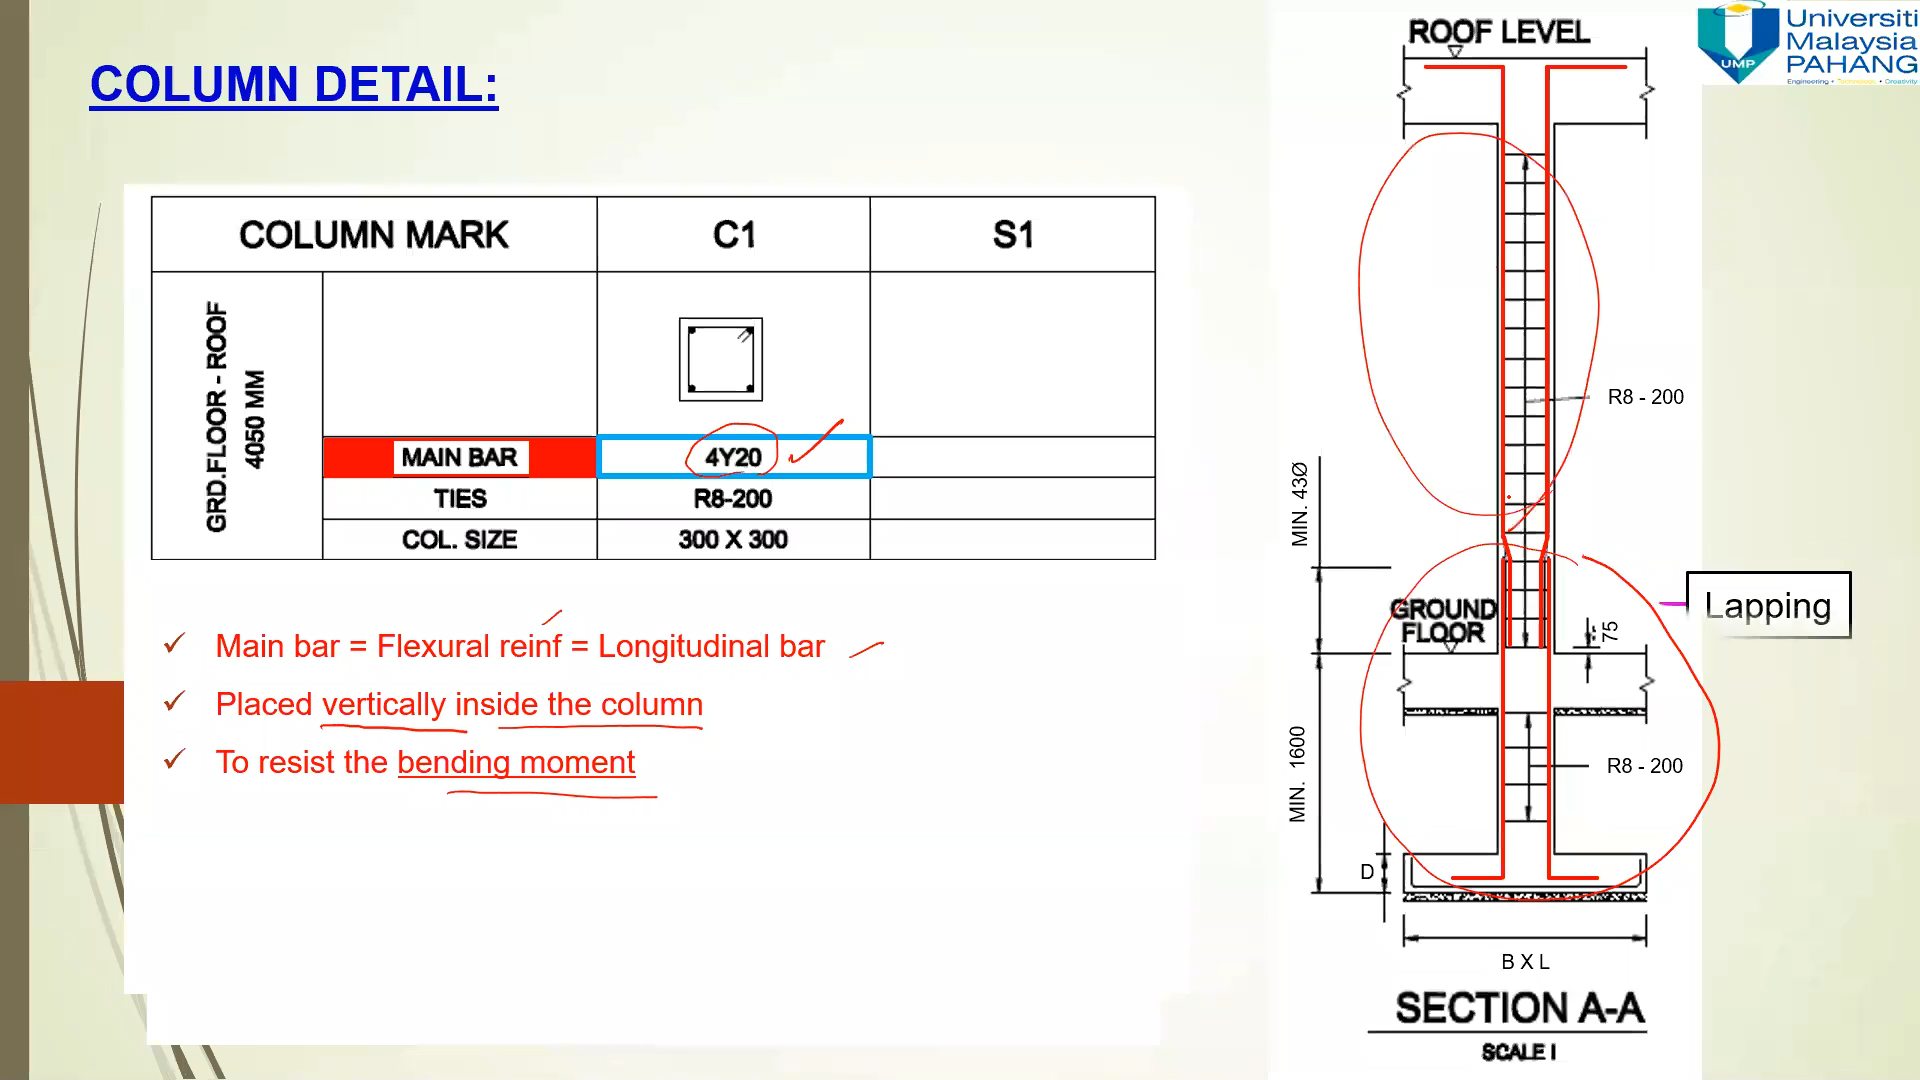 COLUMN DETAIL:
Universiti
Malaysia
PAHANG
UMP
Engineering • Technology • Creativity
COLUMN MARK C1 S1
GRD.FLOOR - ROOF
4050 MM
MAIN BAR 4Y20
TIES R8-200
COL. SIZE 300 X 300
Main bar = Flexural reinf = Longitudinal bar
Placed vertically inside the column
To resist the bending moment
ROOF LEVEL
R8 - 200
MIN. 43Ø
GROUND
FLOOR
75
Lapping
MIN. 1600
R8 - 200
D
B X L
SECTION A-A
SCALE I